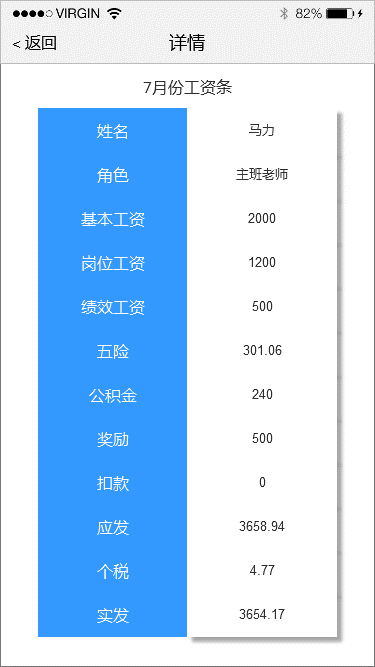 VIRGIN 82%
< 返回 详情
7月份工资条
姓名 马力
角色 主班老师
基本工资 2000
岗位工资 1200
绩效工资 500
五险 301.06
公积金 240
奖励 500
扣款 0
应发 3658.94
个税 4.77
实发 3654.17